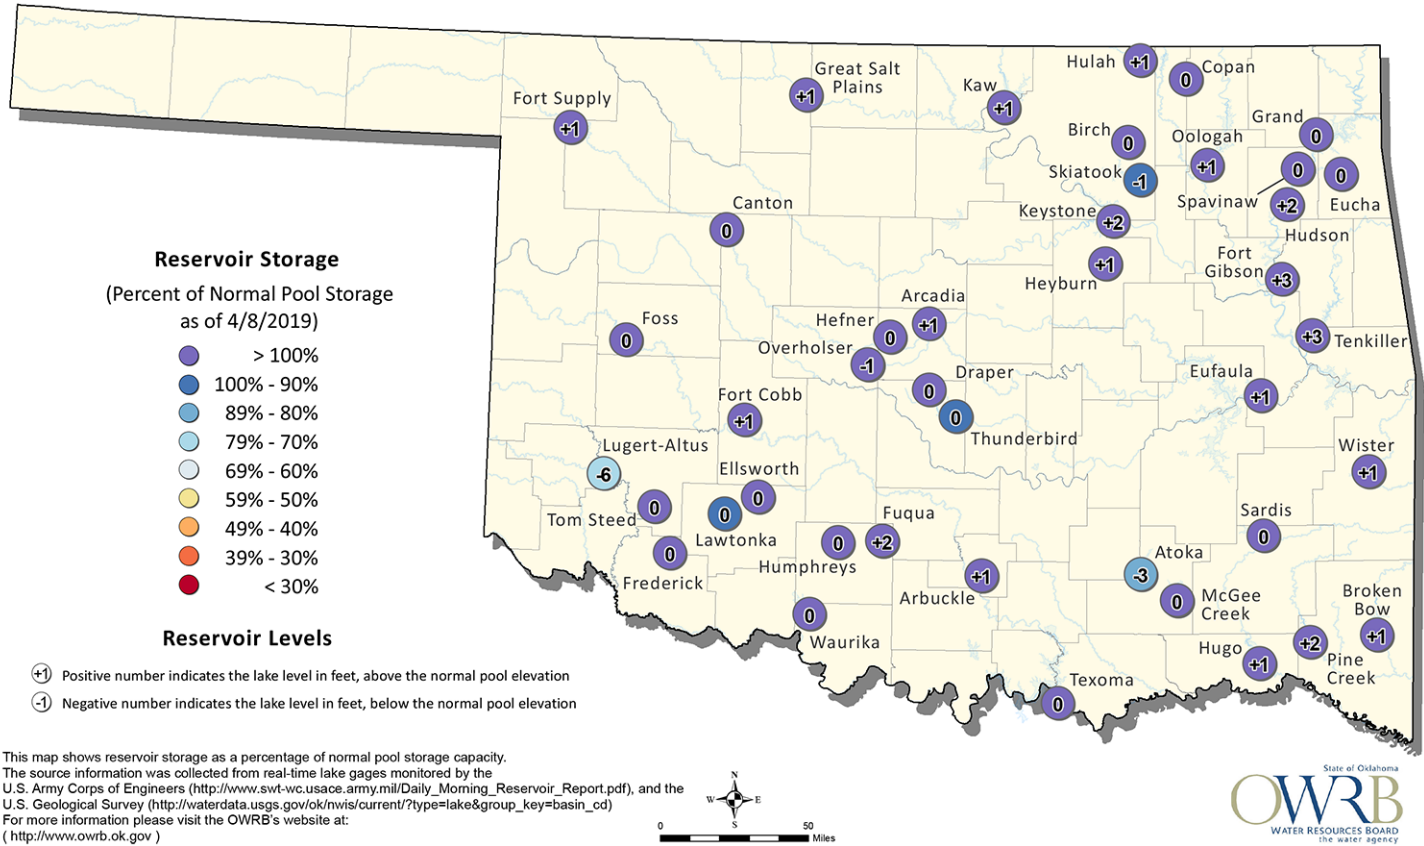 Hulah
+1
Copan
0
Great Salt
Plains
+1
Kaw
+1
Fort Supply
+1
Grand
0
Birch
0
Oologah
+1
Skiatook
-1
0
Spavinaw
0
Eucha
Canton
0
Keystone
+2
+2
Hudson
Heyburn
+1
Fort
Gibson
+3
Arcadia
+1
Hefner
0
Foss
0
Overholser
-1
+3
Tenkiller
Draper
0
Eufaula
+1
Fort Cobb
+1
0
Thunderbird
Lugert-Altus
-6
Wister
+1
Ellsworth
0
Tom Steed
0
0
Lawtonka
Fuqua
+2
Sardis
0
0
Humphreys
0
Frederick
Atoka
-3
Arbuckle
+1
0
McGee
Creek
Broken
Bow
+1
0
Waurika
Hugo
+1
+2
Pine
Creek
Texoma
0
Reservoir Storage
(Percent of Normal Pool Storage
as of 4/8/2019)
> 100%
100% - 90%
89% - 80%
79% - 70%
69% - 60%
59% - 50%
49% - 40%
39% - 30%
< 30%
Reservoir Levels
+1 Positive number indicates the lake level in feet, above the normal pool elevation
-1 Negative number indicates the lake level in feet, below the normal pool elevation
This map shows reservoir storage as a percentage of normal pool storage capacity.
The source information was collected from real-time lake gages monitored by the
U.S. Army Corps of Engineers (http://www.swt-wc.usace.army.mil/Daily_Morning_Reservoir_Report.pdf), and the
U.S. Geological Survey (http://waterdata.usgs.gov/ok/nwis/current/?type=lake&group_key=basin_cd)
For more information please visit the OWRB's website at:
( http://www.owrb.ok.gov )
N
W E
S
0 50
Miles
State of Oklahoma
OWRB
WATER RESOURCES BOARD
the water agency